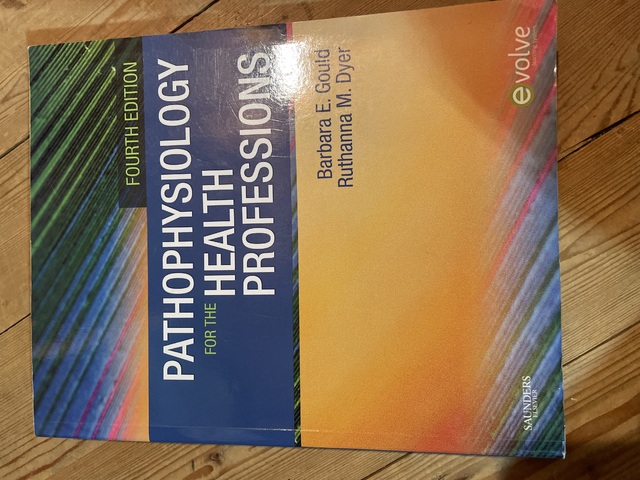 FOURTH EDITION
PATHOPHYSIOLOGY
FOR THE HEALTH
PROFESSIONS
Barbara E. Gould
Ruthanna M. Dyer
evolve
SAUNDERS
ELSEVIER